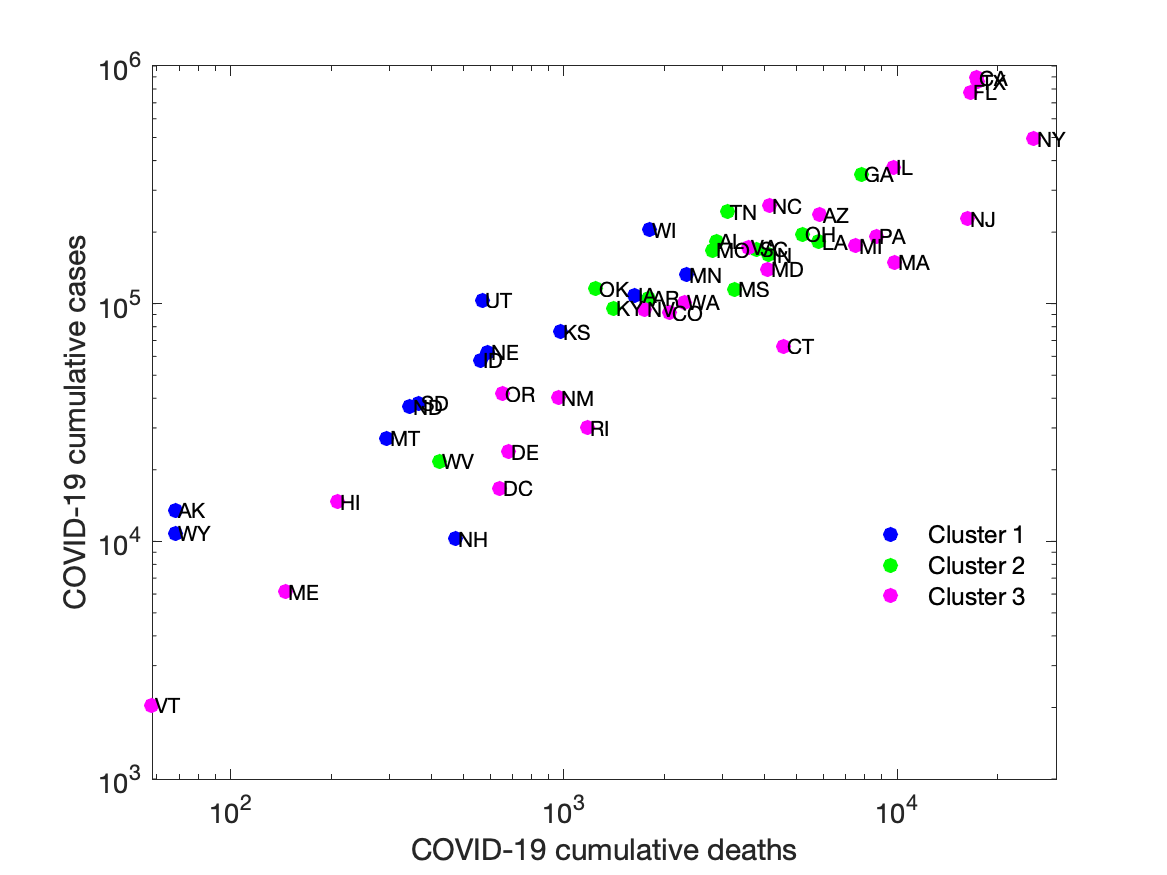 10^6
CA
TX
FL
NY
IL
GA
NC
TN
AZ
NJ
WI
OH
PA
AL
LA
VA
SC
MI
MO
IN
MA
MD
MN
OK
MS
IA
AR
UT
10^5
WA
KY
NV
CO
KS
CT
NE
ID
OR
NM
SD
ND
RI
MT
DE
WV
DC
HI
AK
WY
NH
10^4
Cluster 1
Cluster 2
Cluster 3
ME
VT
10^3
10^2
10^3
10^4
COVID-19 cumulative deaths
COVID-19 cumulative cases